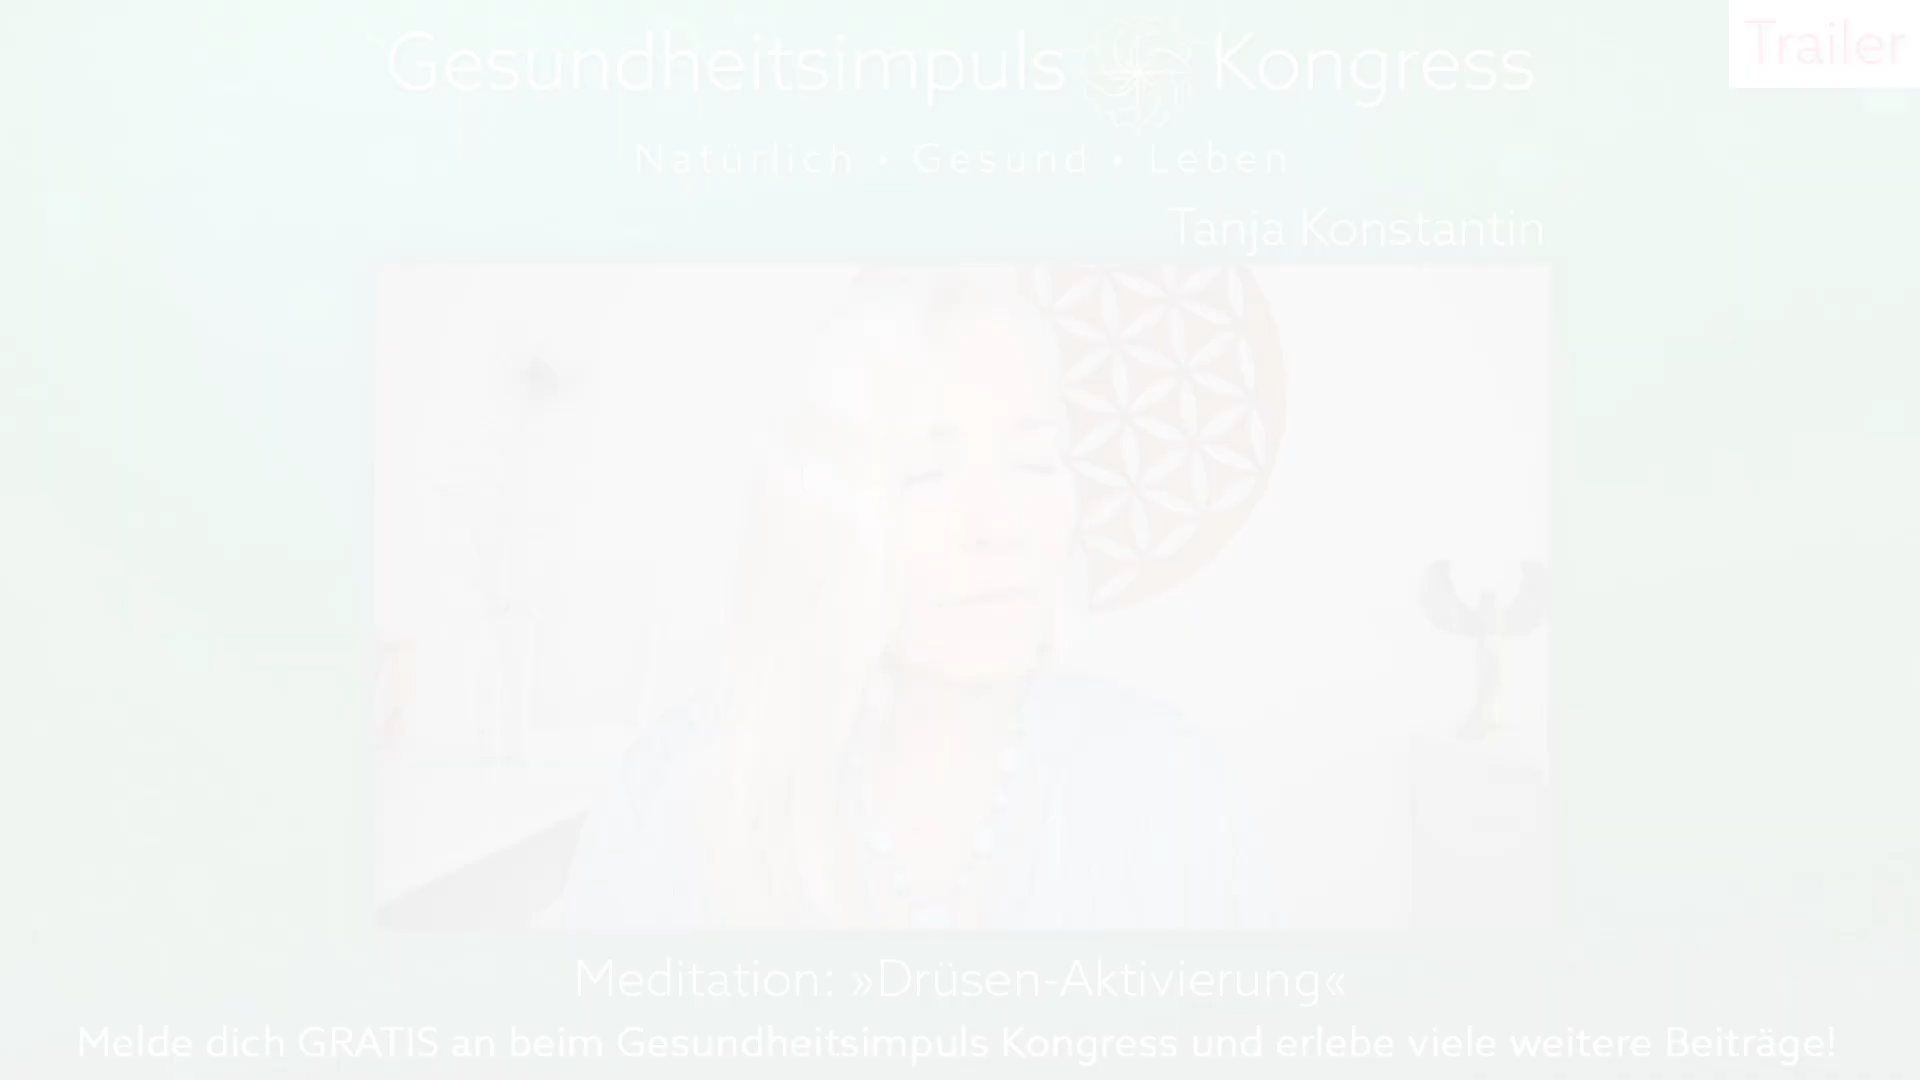 Trailer
Gesundheitsimpuls Kongress
Natürlich • Gesund • Leben
Tanja Konstantin
Meditation: »Drüsen-Aktivierung«
Melde dich GRATIS an beim Gesundheitsimpuls Kongress und erlebe viele weitere Beiträge!